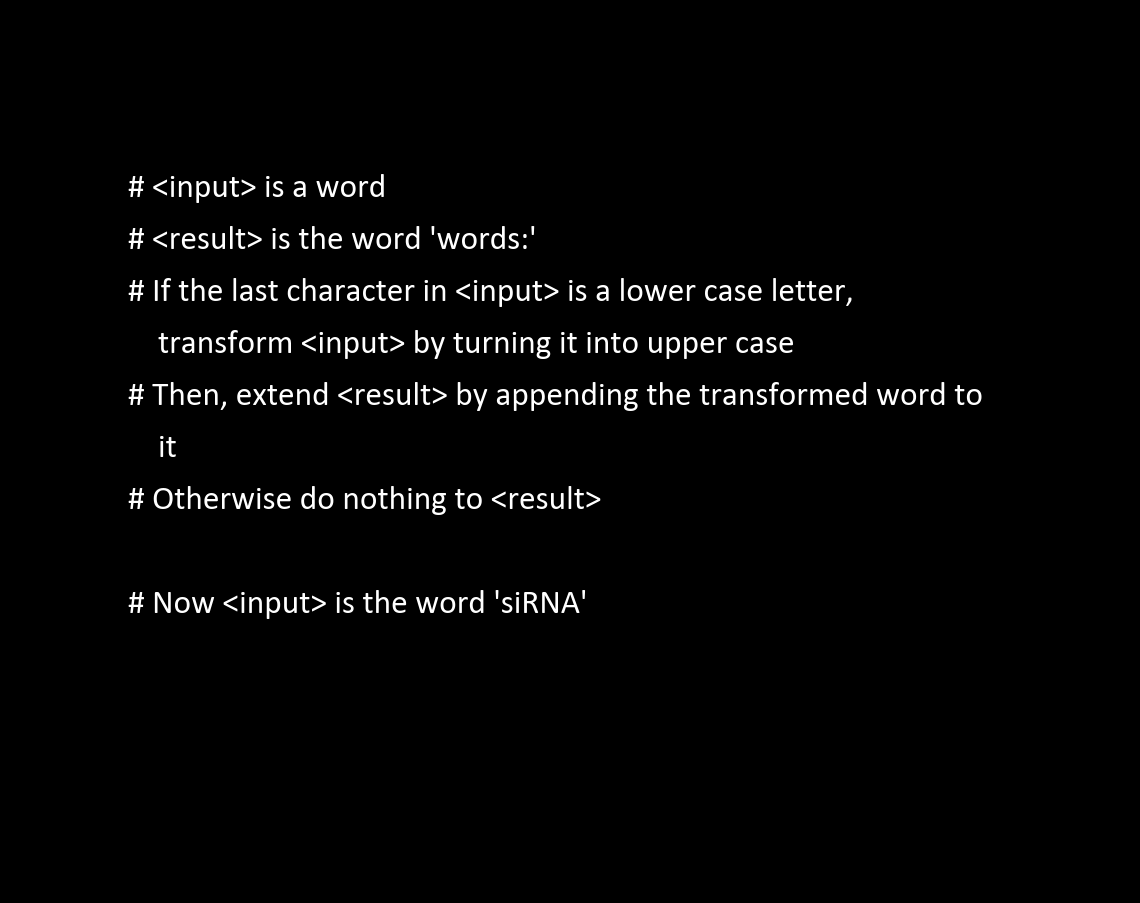 # <input> is a word
# <result> is the word 'words:'
# If the last character in <input> is a lower case letter,
transform <input> by turning it into upper case
# Then, extend <result> by appending the transformed word to
it
# Otherwise do nothing to <result>
# Now <input> is the word 'siRNA'